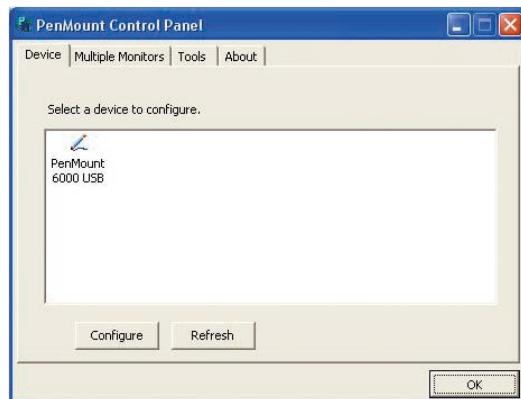 PenMount Control Panel
Device Multiple Monitors Tools About
Select a device to configure.
PenMount
6000 USB
Configure Refresh
OK